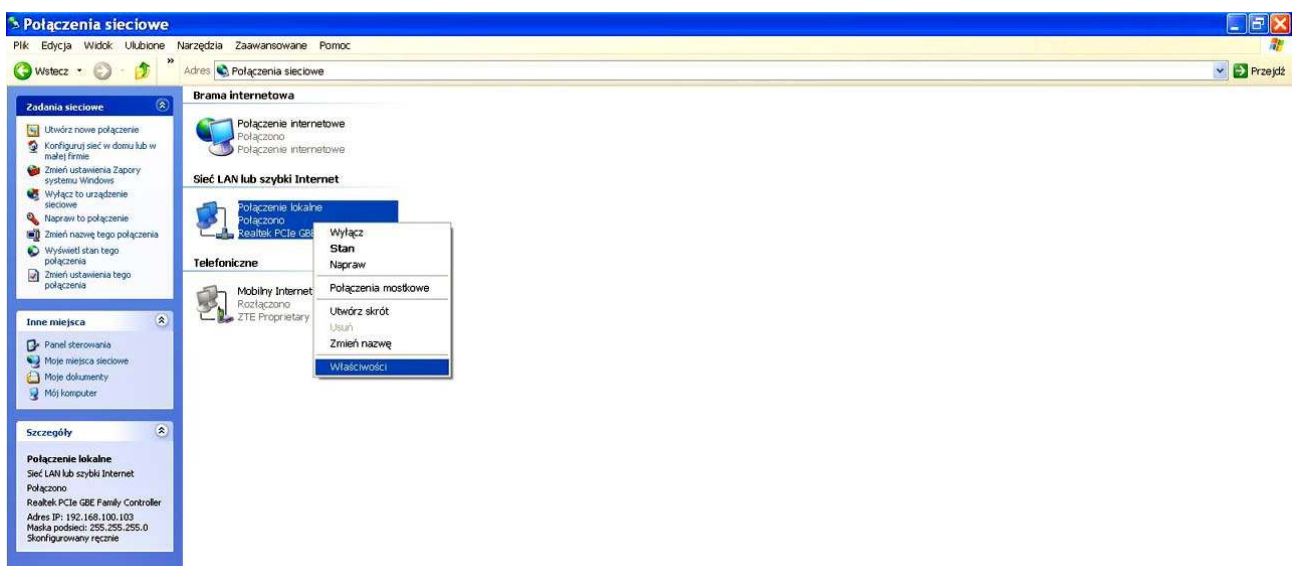 Połączenia sieciowe
Plik Edycja Widok Ulubione Narzędzia Zaawansowane Pomoc
Wstecz » Adres Połączenia sieciowe Przejdź
Zadania sieciowe
Utwórz nowe połączenie
Konfiguruj sieć w domu lub w
małej firmie
Zmień ustawienia Zapory
systemu Windows
Wyłącz to urządzenie
sieciowe
Napraw to połączenie
Zmień nazwę tego połączenia
Wyświetl stan tego
połączenia
Zmień ustawienia tego
połączenia
Inne miejsca
Panel sterowania
Moje miejsca sieciowe
Moje dokumenty
Mój komputer
Szczegóły
Połączenie lokalne
Sieć LAN lub szybki Internet
Połączono
Realtek PCIe GBE Family Controller
Adres IP: 192.168.100.103
Maska podsieci: 255.255.255.0
Skonfigurowany ręcznie
Brama internetowa
Połączenie internetowe
Połączono
Połączenie internetowe
Sieć LAN lub szybki Internet
Połączenie lokalne
Połączono
Realtek PCIe GBE
Telefoniczne
Mobilny Internet
Rozłączono
ZTE Proprietary
Wyłącz
Stan
Napraw
Połączenia mostkowe
Utwórz skrót
Usuń
Zmień nazwę
Właściwości